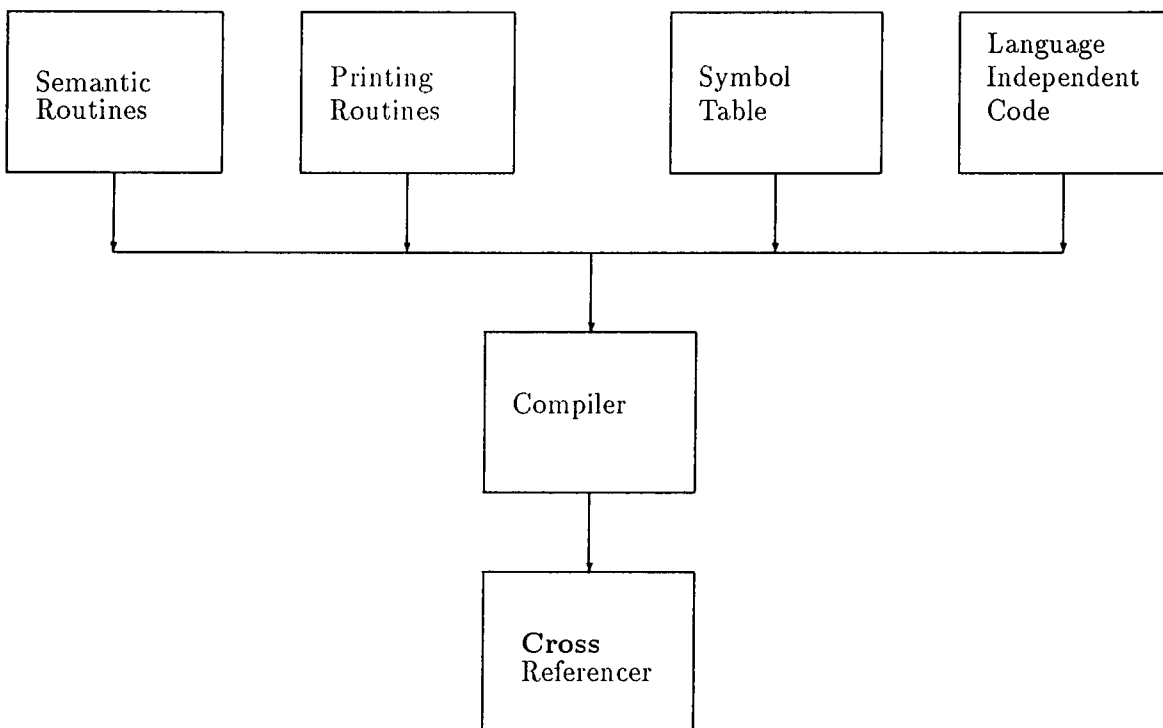 Semantic
Routines
Printing
Routines
Symbol
Table
Language
Independent
Code
Compiler
Cross
Referencer